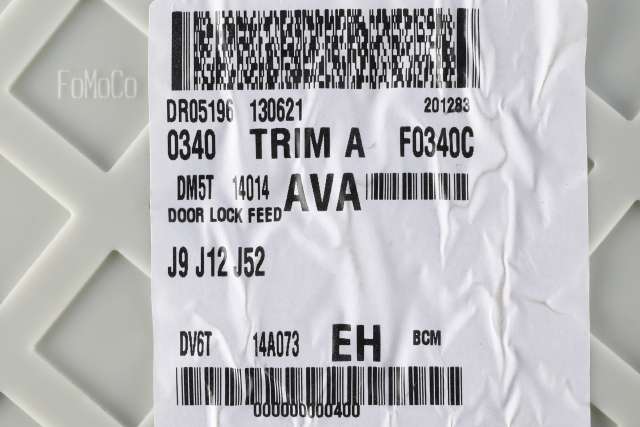 FoMoCo
DR05196 130621 201283
0340 TRIM A F0340C
DM5T 14014 AVA
DOOR LOCK FEED
J9 J12 J52
DV6T 14A073 EH BCM
000000000400